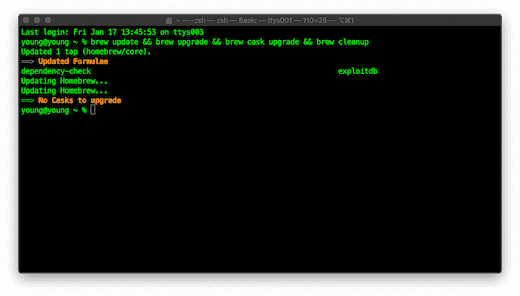 ~ — -zsh — zsh — Basic — ttys001 — 110×25 — ⌥⌘1
Last login: Fri Jan 17 13:45:53 on ttys003
young@young ~ % brew update && brew upgrade && brew cask upgrade && brew cleanup
Updated 1 tap (homebrew/core).
==> Updated Formulae
dependency-check exploitdb
Updating Homebrew...
Updating Homebrew...
==> No Casks to upgrade
young@young ~ %